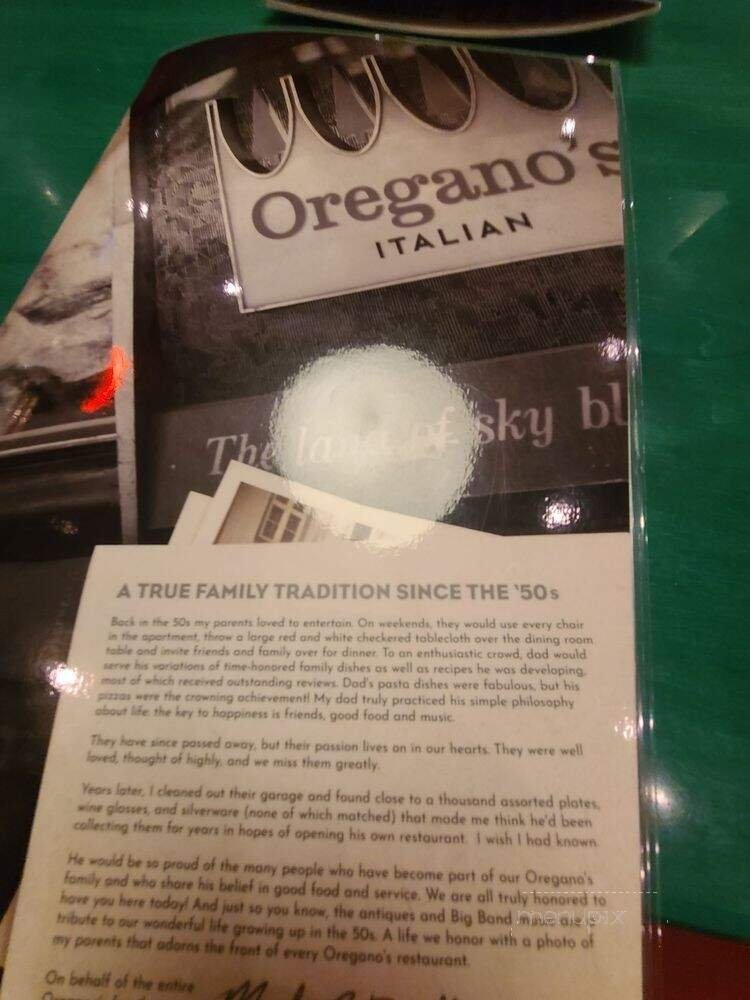 Oregano's
ITALIAN
The land of sky bl
A TRUE FAMILY TRADITION SINCE THE '50s
Back in the 50s my parents loved to entertain. On weekends, they would use every chair
in the apartment, throw a large red and white checkered tablecloth over the dining room
table and invite friends and family over for dinner. To an enthusiastic crowd, dad would
serve his variations of time-honored family dishes as well as recipes he was developing,
most of which received outstanding reviews. Dad's pasta dishes were fabulous, but his
pizzas were the crowning achievement! My dad truly practiced his simple philosophy
about life: the key to happiness is friends, good food and music.
They have since passed away, but their passion lives on in our hearts. They were well
loved, thought of highly, and we miss them greatly.
Years later, I cleaned out their garage and found close to a thousand assorted plates,
wine glasses, and silverware (none of which matched) that made me think he'd been
collecting them for years in hopes of opening his own restaurant. I wish I had known.
He would be so proud of the many people who have become part of our Oregano's
family and who share his belief in good food and service. We are all truly honored to
have you here today! And just so you know, the antiques and Big Band music are a
tribute to our wonderful life growing up in the 50s. A life we honor with a photo of
my parents that adorns the front of every Oregano's restaurant.
On behalf of the entire
menupix